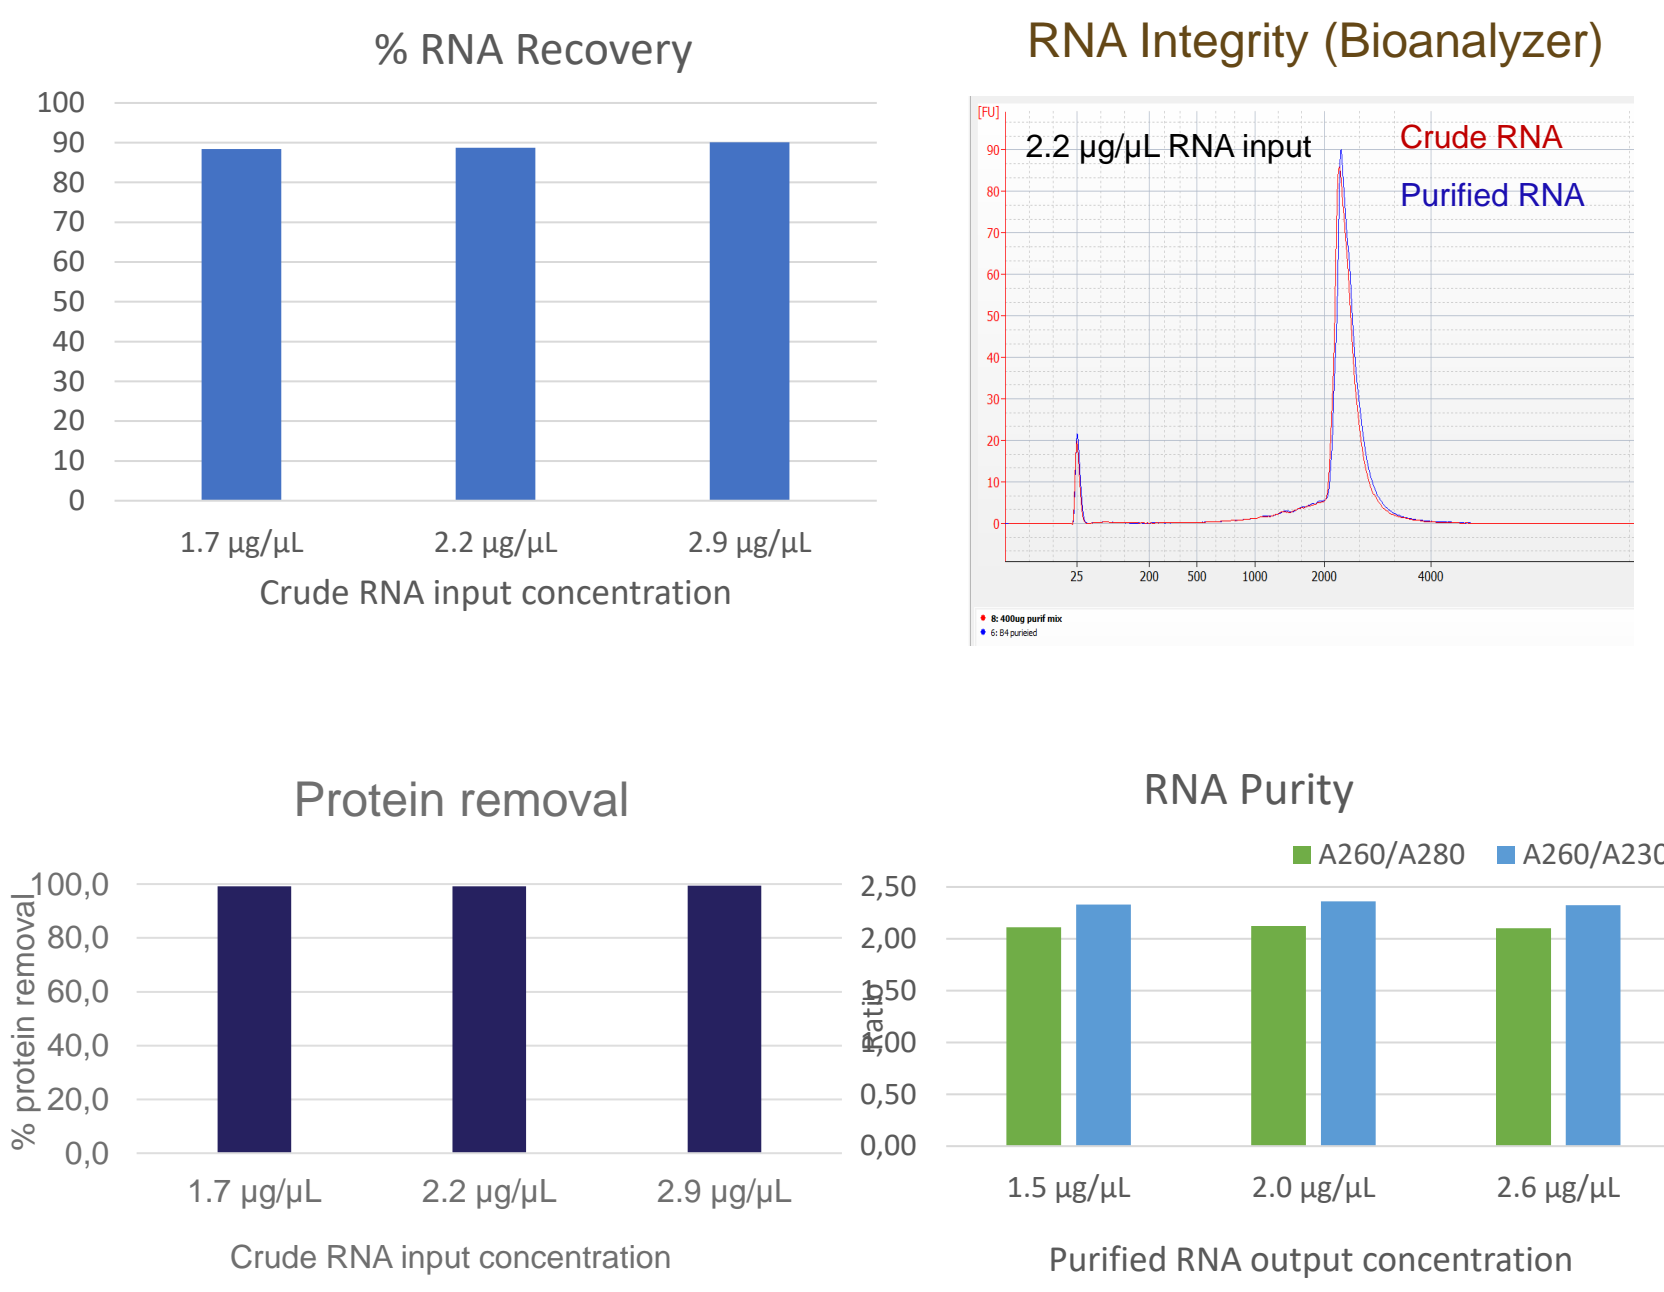 % RNA Recovery
100
90
80
70
60
50
40
30
20
10
0
1.7 µg/µL 2.2 µg/µL 2.9 µg/µL
Crude RNA input concentration
RNA Integrity (Bioanalyzer)
[FU]
2.2 µg/µL RNA input
Crude RNA
Purified RNA
90
80
70
60
50
40
30
20
10
0
25 200 500 1000 2000 4000
8: 400ug purif mix
6: B4 purieied
Protein removal
% protein removal
100,0
80,0
60,0
40,0
20,0
0,0
1.7 µg/µL 2.2 µg/µL 2.9 µg/µL
Crude RNA input concentration
RNA Purity
A260/A280 A260/A230
Ratio
2,50
2,00
1,50
1,00
0,50
0,00
1.5 µg/µL 2.0 µg/µL 2.6 µg/µL
Purified RNA output concentration